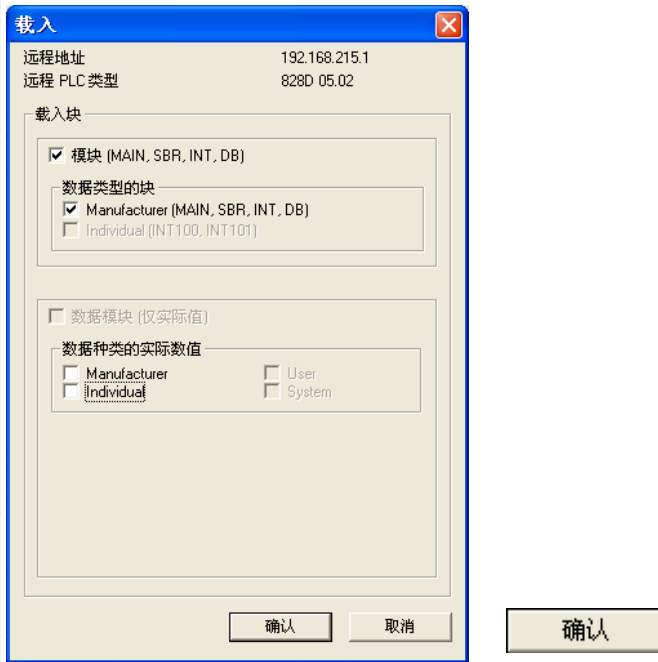 载入
远程地址 192.168.215.1
远程 PLC 类型 828D 05.02
载入块
模块 (MAIN, SBR, INT, DB)
数据类型的块
Manufacturer (MAIN, SBR, INT, DB)
Individual (INT100, INT101)
数据模块 (仅实际值)
数据种类的实际数值
Manufacturer User
Individual System
确认 取消 确认